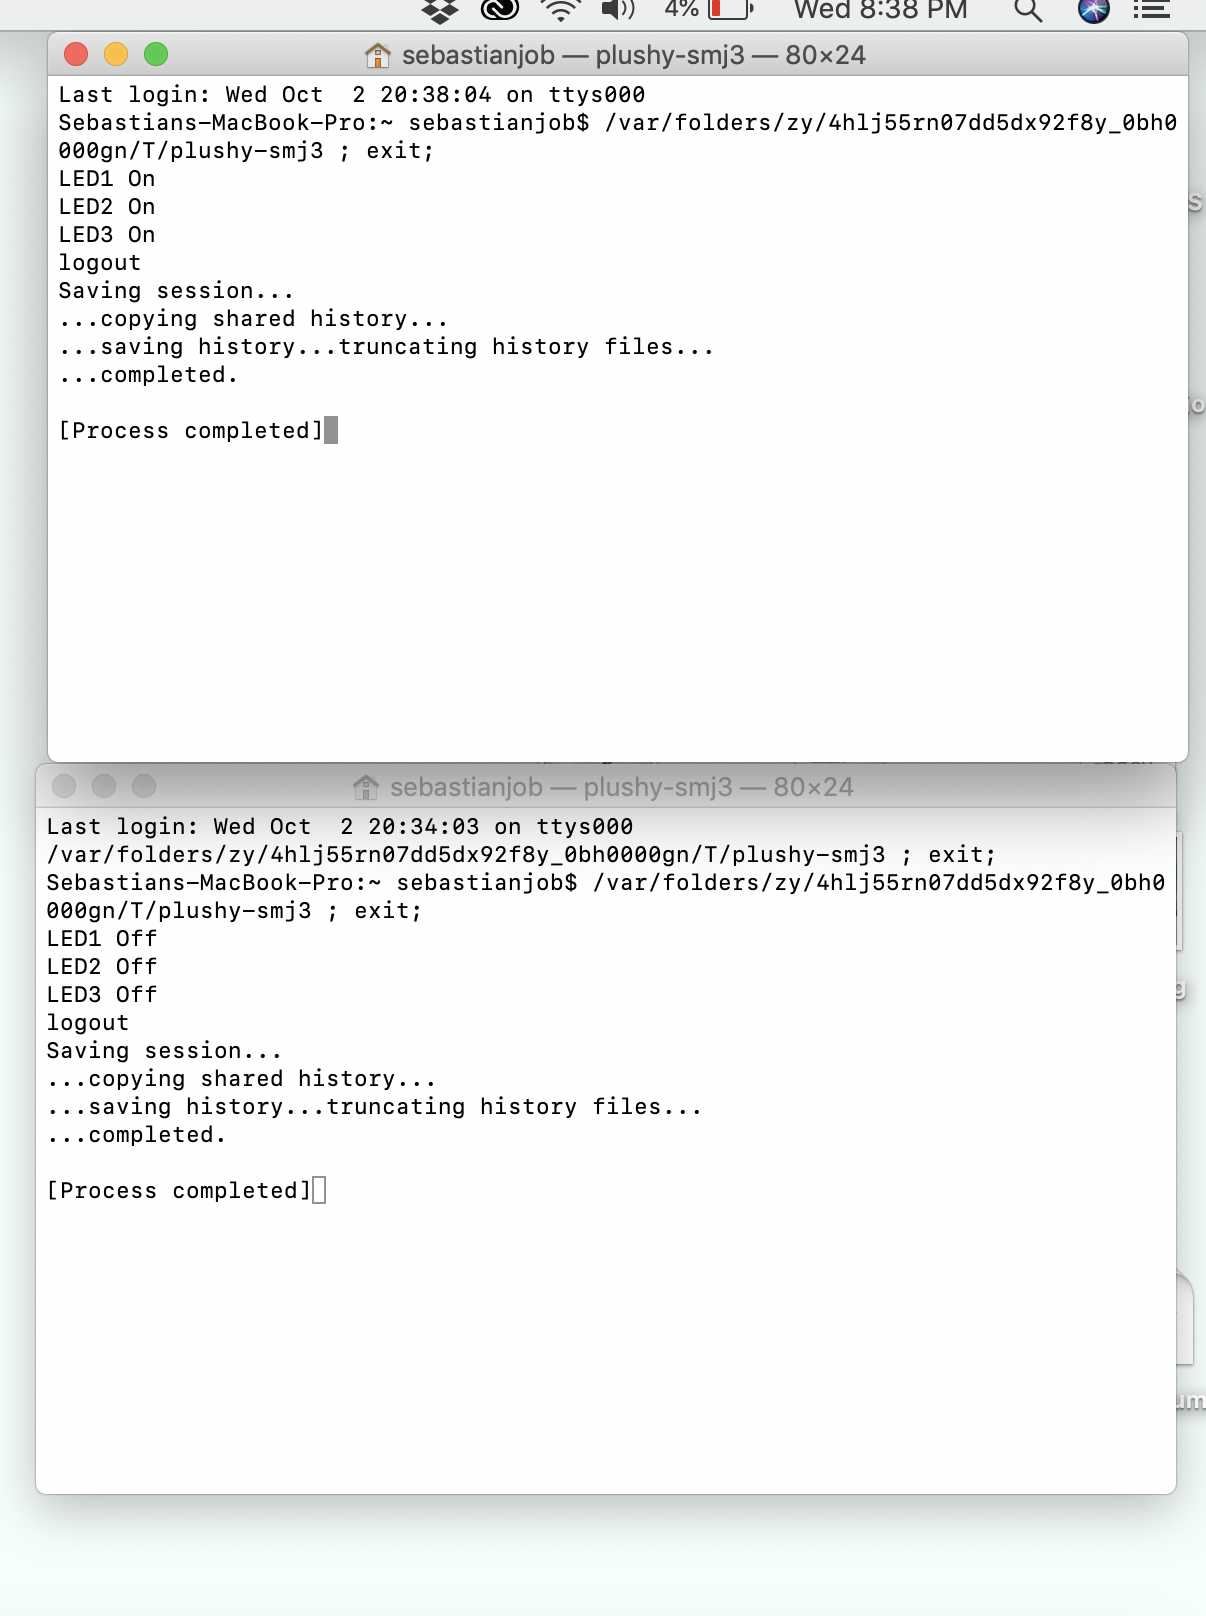 4%
Wed 8:38 PM
sebastianjob — plushy-smj3 — 80×24
Last login: Wed Oct  2 20:38:04 on ttys000
Sebastians-MacBook-Pro:~ sebastianjob$ /var/folders/zy/4hlj55rn07dd5dx92f8y_0bh0
000gn/T/plushy-smj3 ; exit;
LED1 On
LED2 On
LED3 On
logout
Saving session...
...copying shared history...
...saving history...truncating history files...
...completed.
[Process completed]
sebastianjob — plushy-smj3 — 80×24
Last login: Wed Oct  2 20:34:03 on ttys000
/var/folders/zy/4hlj55rn07dd5dx92f8y_0bh0000gn/T/plushy-smj3 ; exit;
Sebastians-MacBook-Pro:~ sebastianjob$ /var/folders/zy/4hlj55rn07dd5dx92f8y_0bh0
000gn/T/plushy-smj3 ; exit;
LED1 Off
LED2 Off
LED3 Off
logout
Saving session...
...copying shared history...
...saving history...truncating history files...
...completed.
[Process completed]